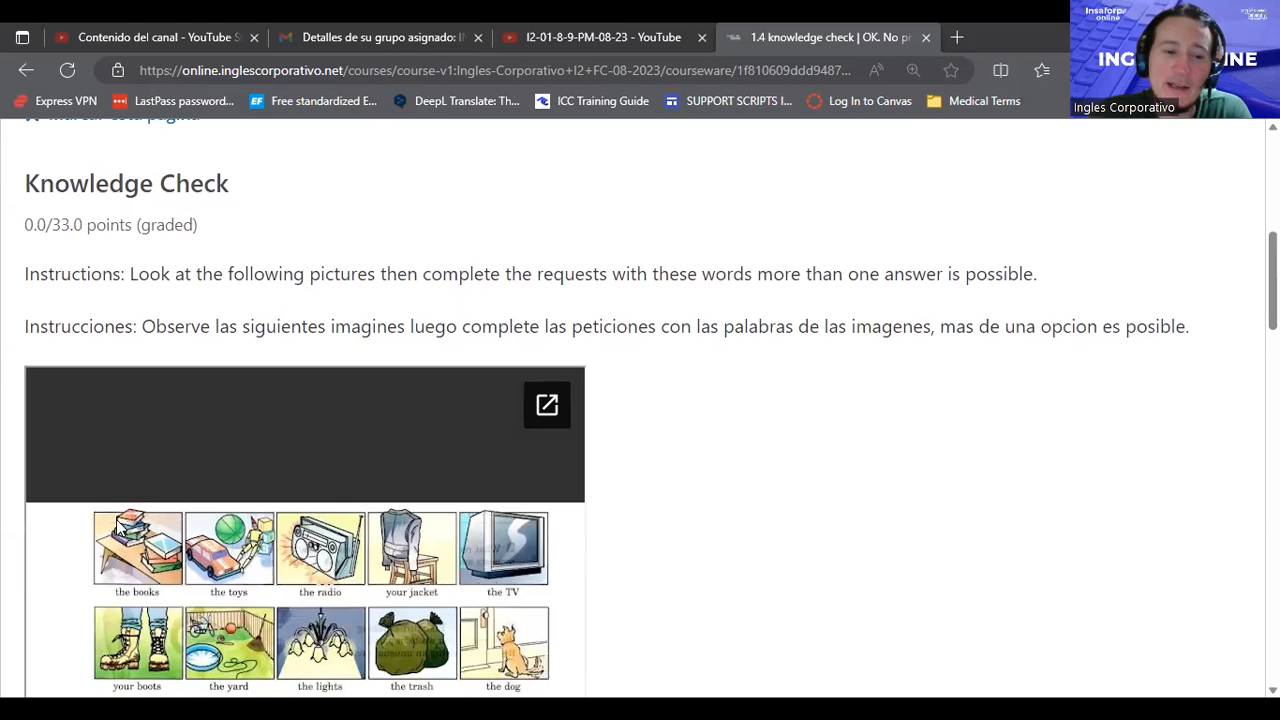 Contenido del canal - YouTube S
Detalles de su grupo asignado: I
I2-01-8-9-PM-08-23 - YouTube
1.4 knowledge check | OK. No pr
https://online.inglescorporativo.net/courses/course-v1:Ingles-Corporativo+I2+FC-08-2023/courseware/1f810609ddd9487...
Express VPN
LastPass password...
Free standardized E...
DeepL Translate: Th...
ICC Training Guide
SUPPORT SCRIPTS I...
Log In to Canvas
Medical Terms
Insaforp
online
Ingles Corporativo
Knowledge Check
0.0/33.0 points (graded)
Instructions: Look at the following pictures then complete the requests with these words more than one answer is possible.
Instrucciones: Observe las siguientes imagines luego complete las peticiones con las palabras de las imagenes, mas de una opcion es posible.
the books the toys the radio your jacket the TV
your boots the yard the lights the trash the dog